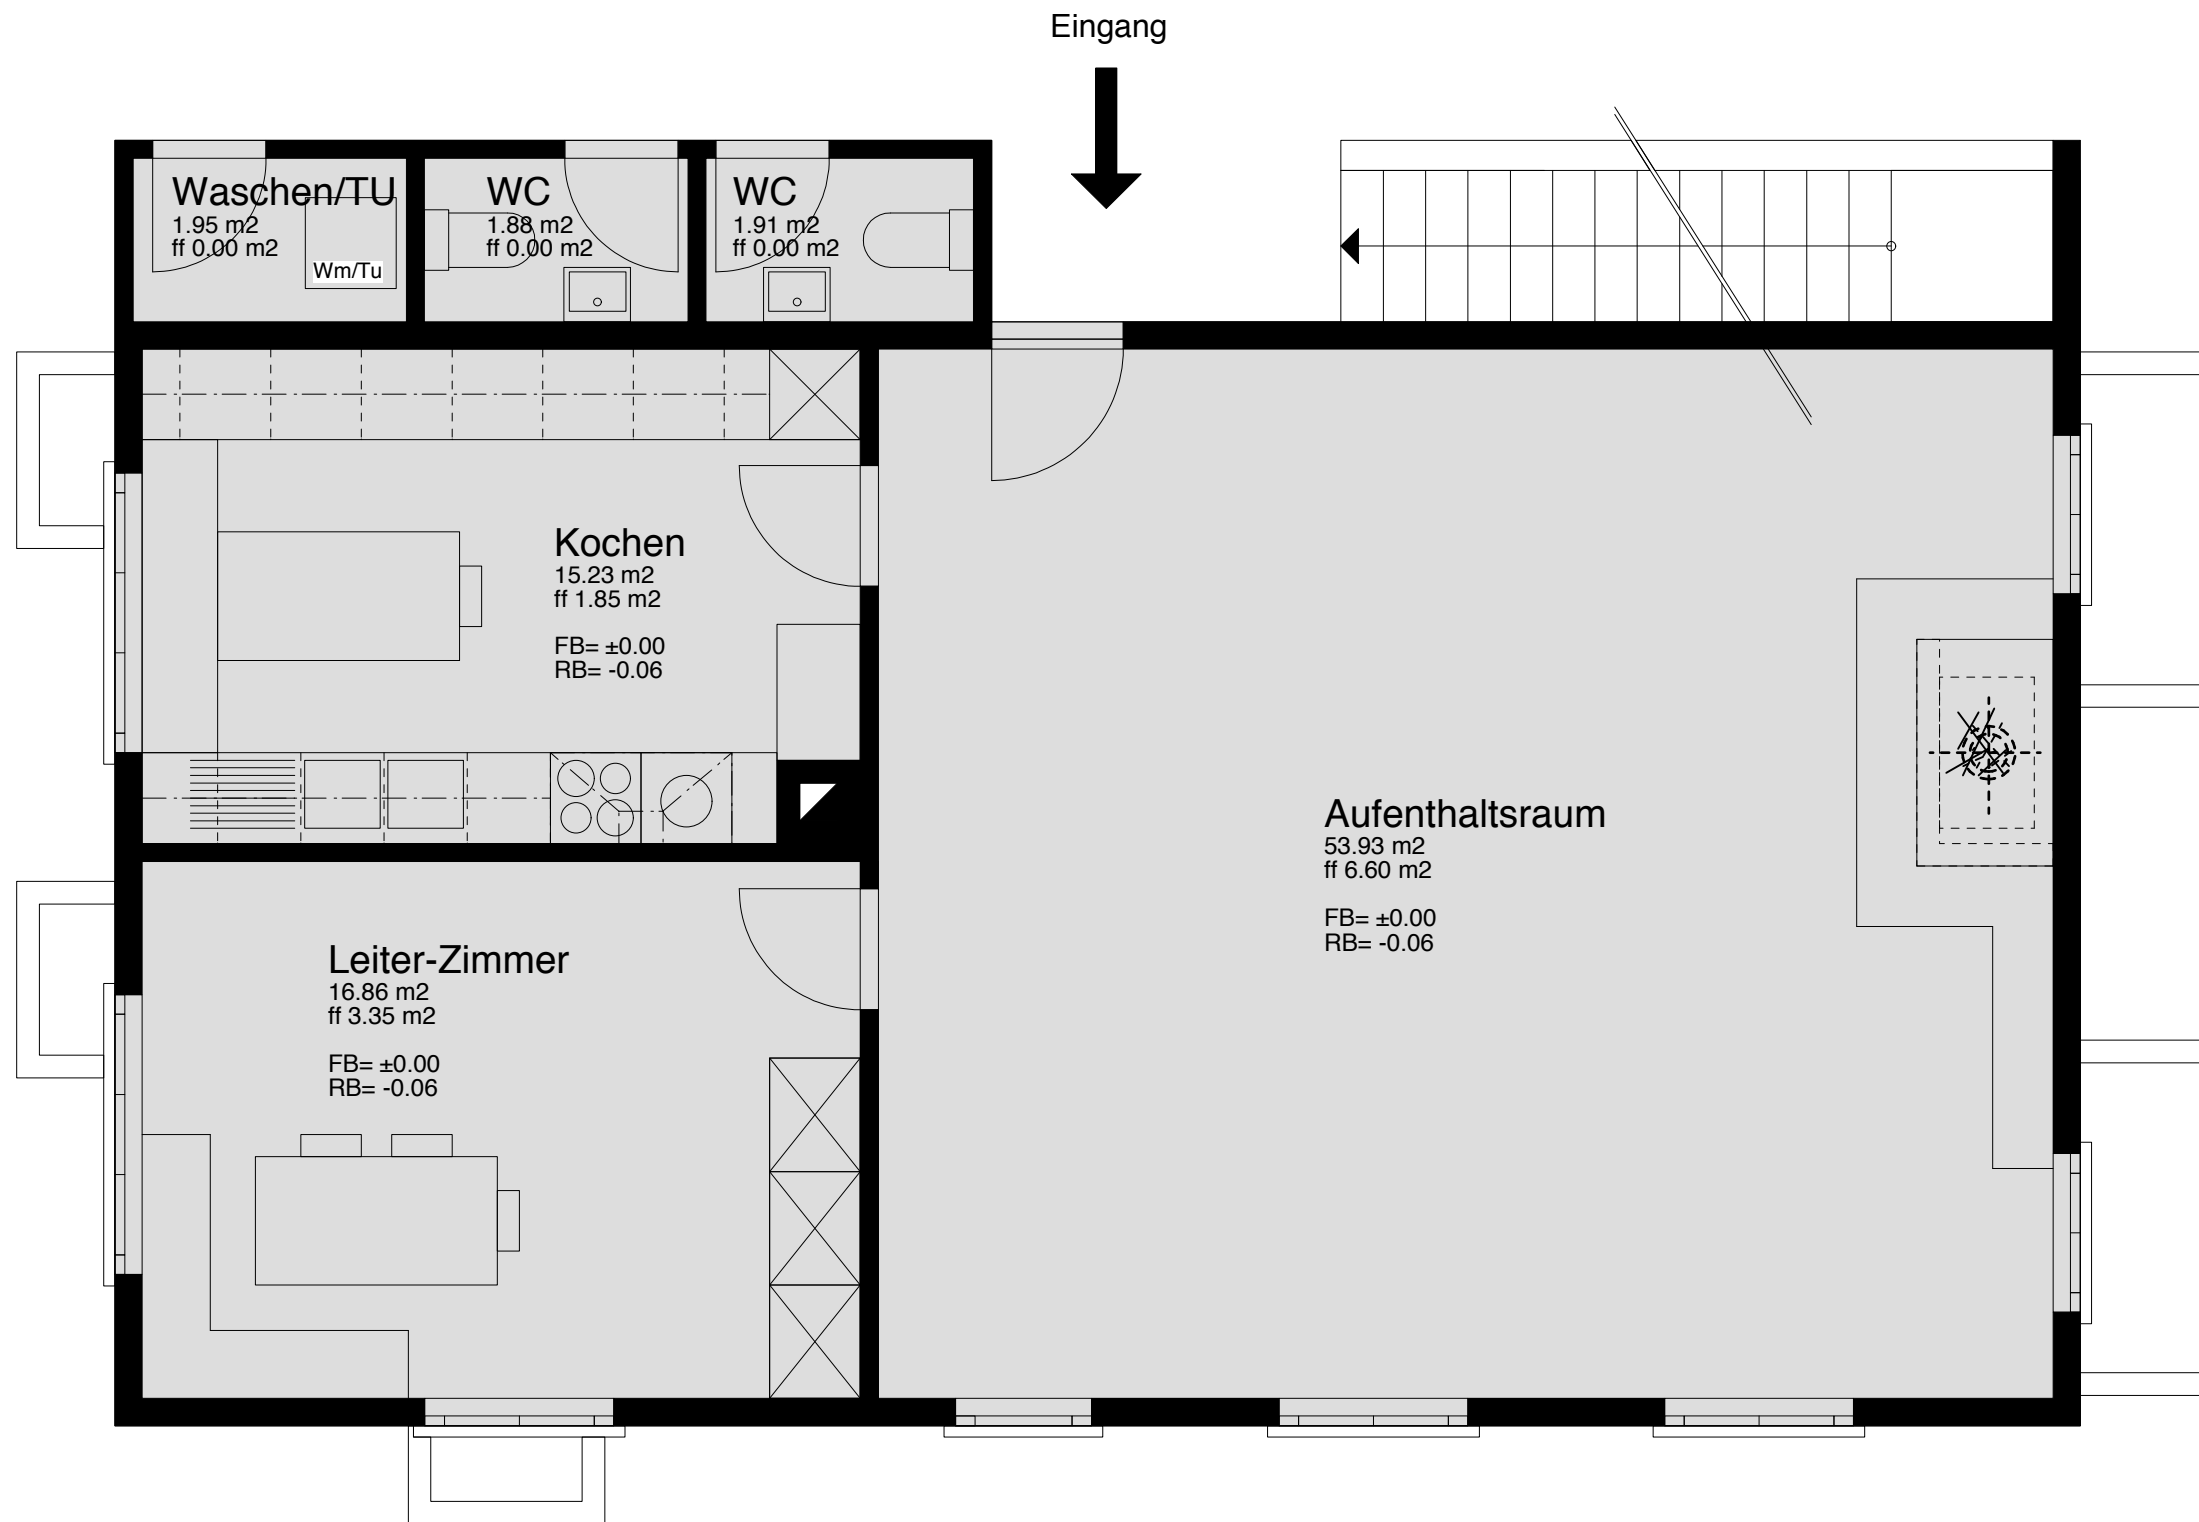 Eingang
Waschen/TU
1.95 m2
ff 0.00 m2
Wm/Tu
WC
1.88 m2
ff 0.00 m2
WC
1.91 m2
ff 0.00 m2
Kochen
15.23 m2
ff 1.85 m2
FB= ±0.00
RB= -0.06
Aufenthaltsraum
53.93 m2
ff 6.60 m2
FB= ±0.00
RB= -0.06
Leiter-Zimmer
16.86 m2
ff 3.35 m2
FB= ±0.00
RB= -0.06